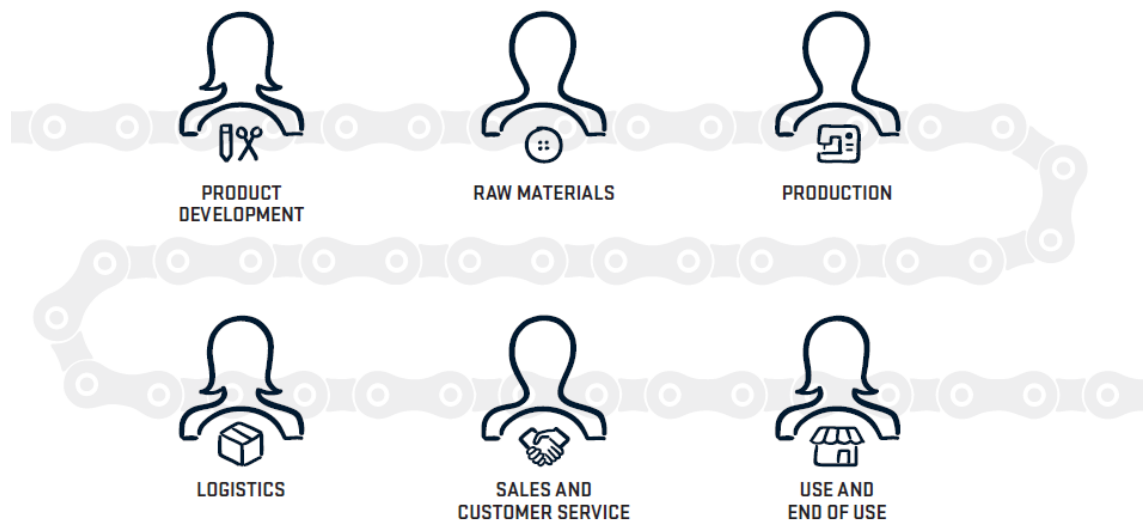 PRODUCT
DEVELOPMENT
RAW MATERIALS
PRODUCTION
LOGISTICS
SALES AND
CUSTOMER SERVICE
USE AND
END OF USE